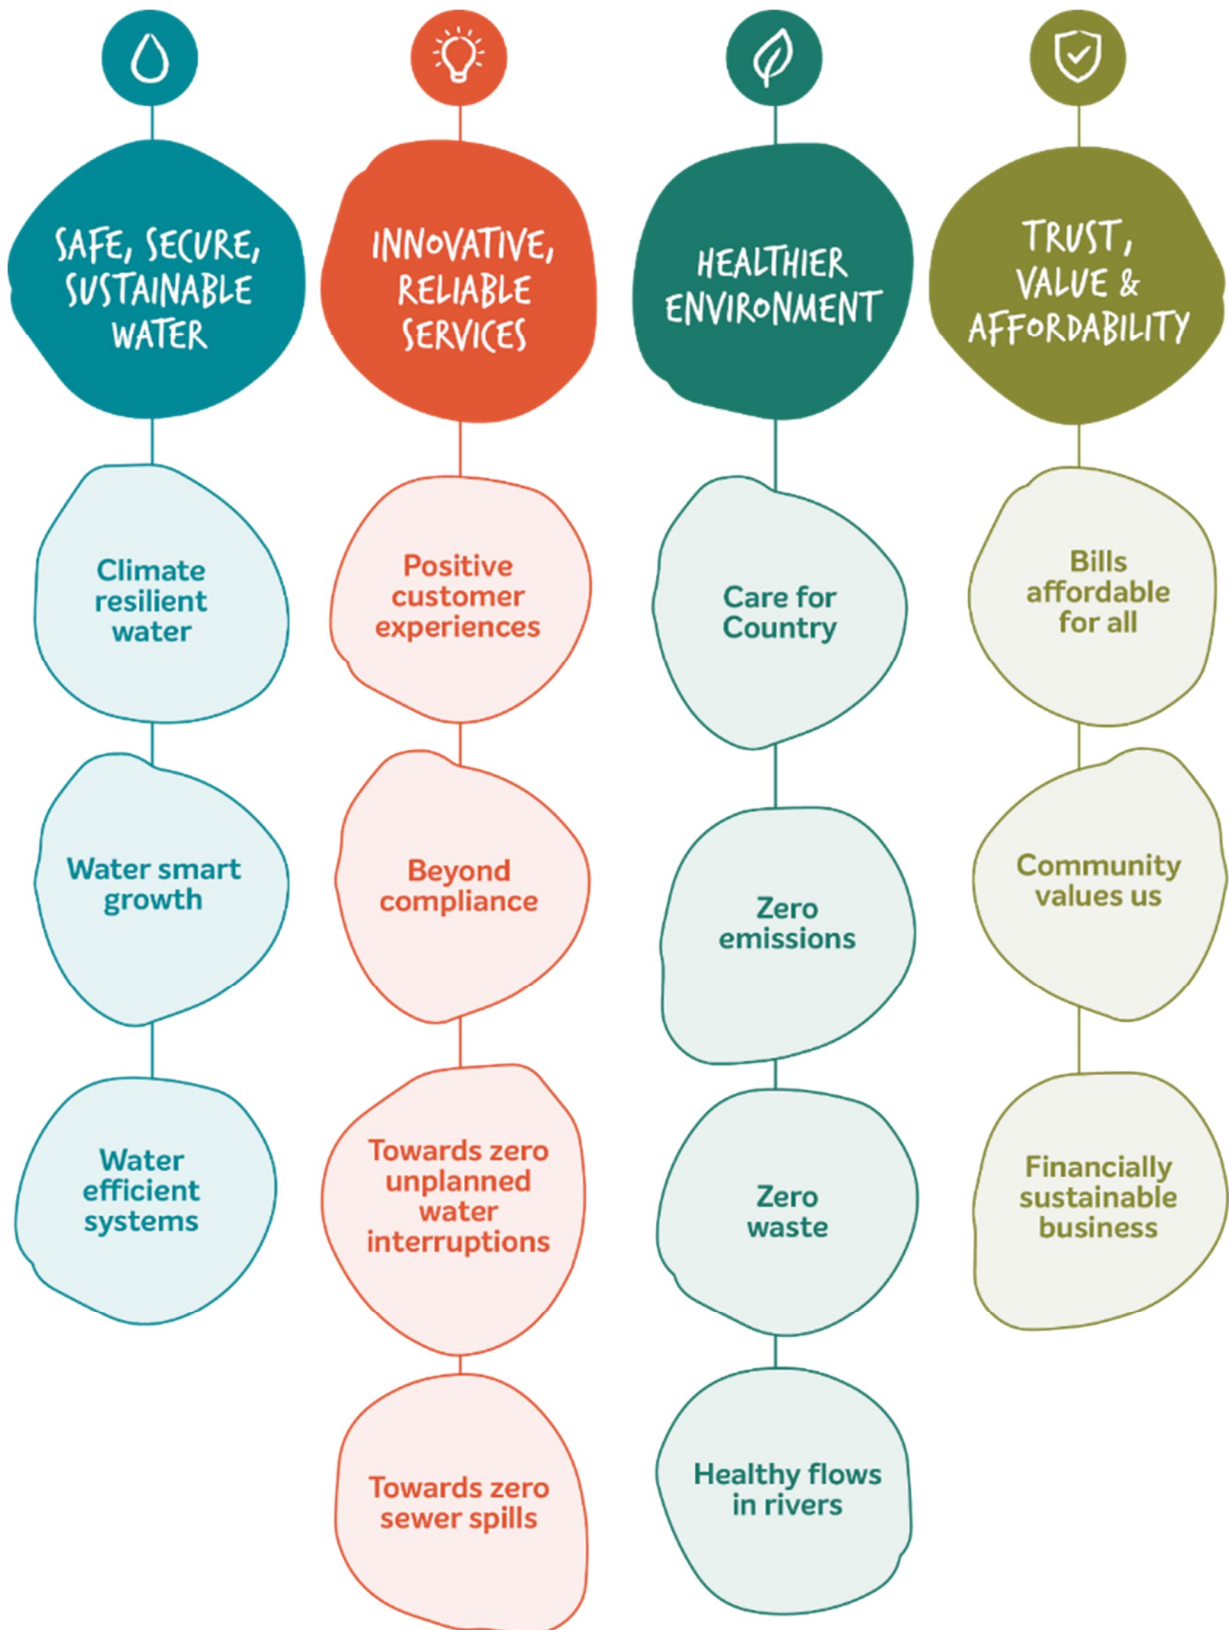 SAFE, SECURE,
SUSTAINABLE
WATER
Climate
resilient
water
Water smart
growth
Water
efficient
systems
INNOVATIVE,
RELIABLE
SERVICES
Positive
customer
experiences
Beyond
compliance
Towards zero
unplanned
water
interruptions
Towards zero
sewer spills
HEALTHIER
ENVIRONMENT
Care for
Country
Zero
emissions
Zero
waste
Healthy flows
in rivers
TRUST,
VALUE &
AFFORDABILITY
Bills
affordable
for all
Community
values us
Financially
sustainable
business